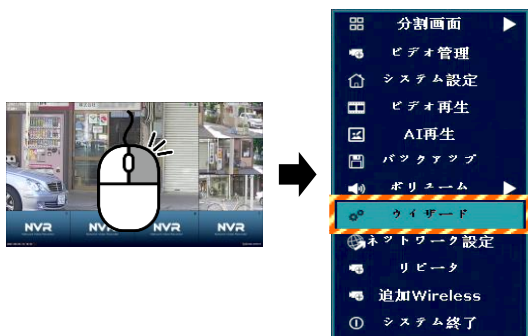 NVR
NVR
NVR
NVR
分割画面
ビデオ管理
システム設定
ビデオ再生
AI再生
バックアップ
ボリューム
ウィザード
ネットワーク設定
リピータ
追加Wireless
システム終了